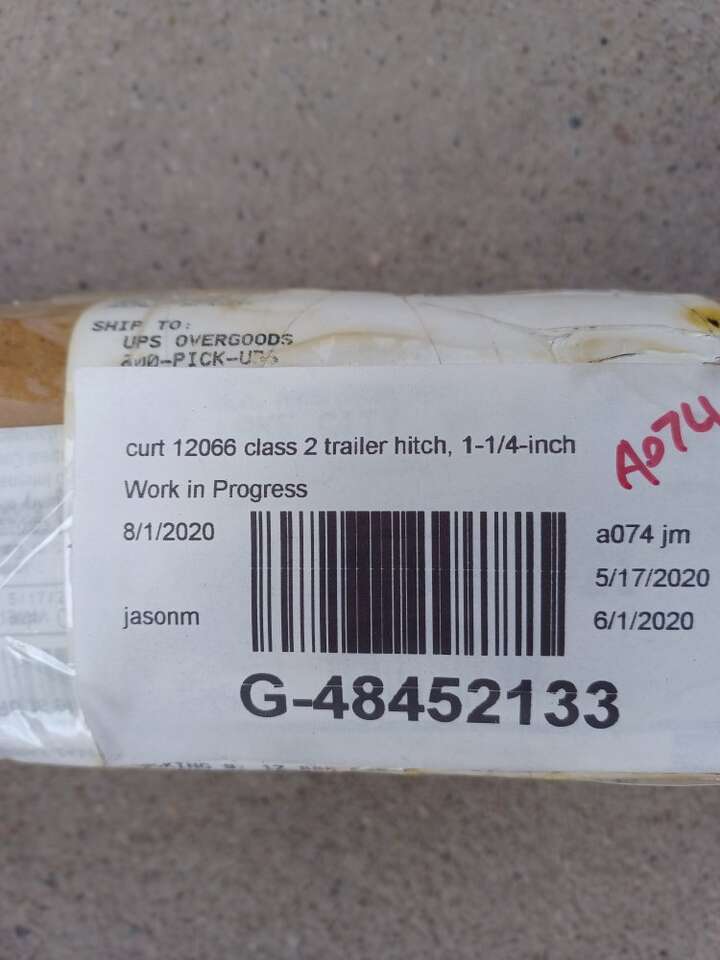 SHIP TO:
UPS OVERGOODS
curt 12066 class 2 trailer hitch, 1-1/4-inch
A074
Work in Progress
8/1/2020
a074 jm
5/17/2020
jasonm
6/1/2020
G-48452133